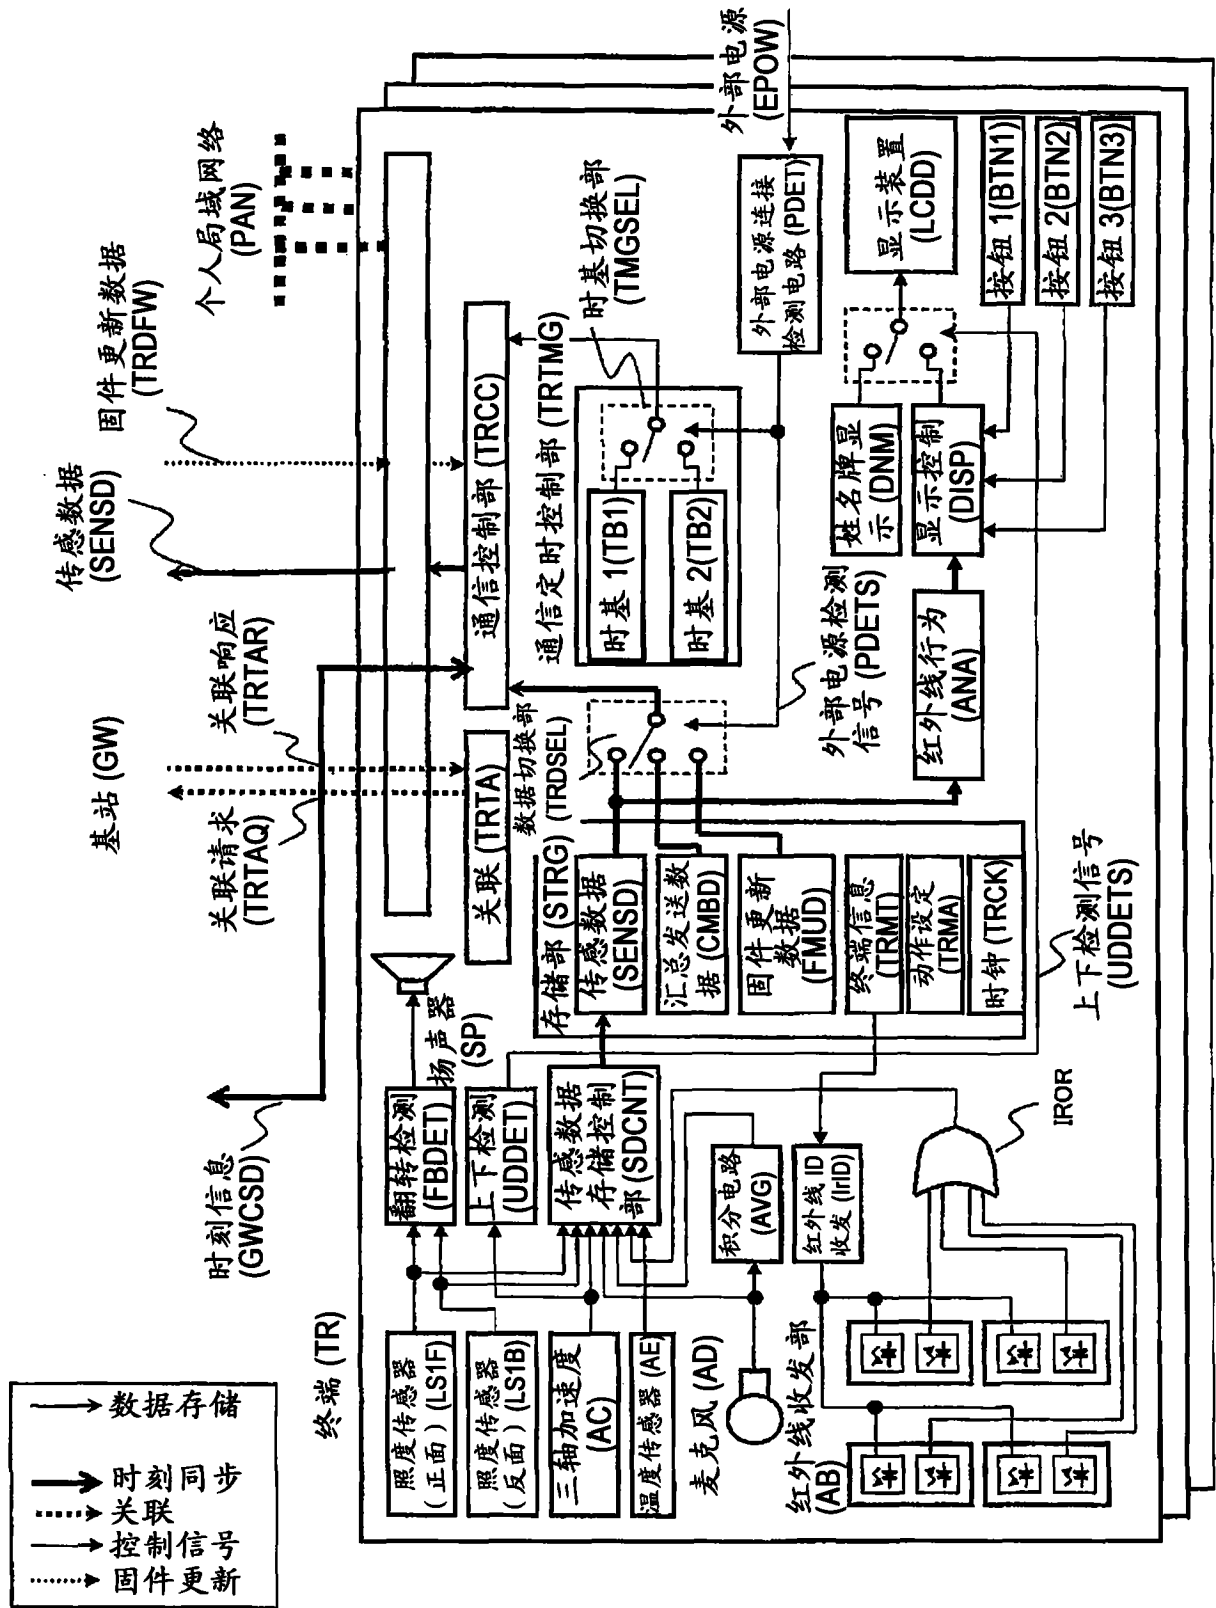 数据存储
时刻同步
关联
控制信号
固件更新
终端 (TR)
时刻信息
(GWCSD)
基站 (GW)
关联请求
(TRTAQ)
关联响应
(TRTAR)
传感数据
(SENSD)
固件更新数据
(TRDFW)
个人局域网络
(PAN)
照度传感器
(正面) (LS1F)
照度传感器
(反面) (LS1B)
三轴加速度
(AC)
温度传感器 (AE)
麦克风 (AD)
红外线收发部
(AB)
翻转检测
(FBDET)
扬声器
(SP)
上下检测
(UDDET)
传感数据
存储控制
部 (SDCNT)
积分电路
(AVG)
红外线 ID
收发 (IrID)
IROR
关联 (TRTA)
通信控制部 (TRCC)
数据切换部
(TRDSEL)
存储部 (STRG)
传感数据
(SENSD)
汇总发送数
据 (CMBD)
固件更新
数据
(FMUD)
终端信息
(TRMT)
动作设定
(TRMA)
时钟 (TRCK)
上下检测信号
(UDDETS)
通信定时控制部 (TRTMG)
时基 1(TB1)
时基 2(TB2)
时基切换部
(TMGSEL)
外部电源检测
信号 (PDETS)
红外线行为
(ANA)
外部电源
(EPOW)
外部电源连接
检测电路 (PDET)
姓名牌显
示 (DNM)
显示控制
(DISP)
显示装置
(LCDD)
按钮 1(BTN1)
按钮 2(BTN2)
按钮 3(BTN3)